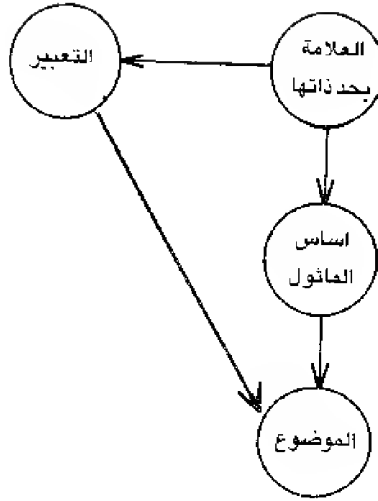 العلامة
بحد ذاتها
التعبير
اساس
الماثول
الموضوع